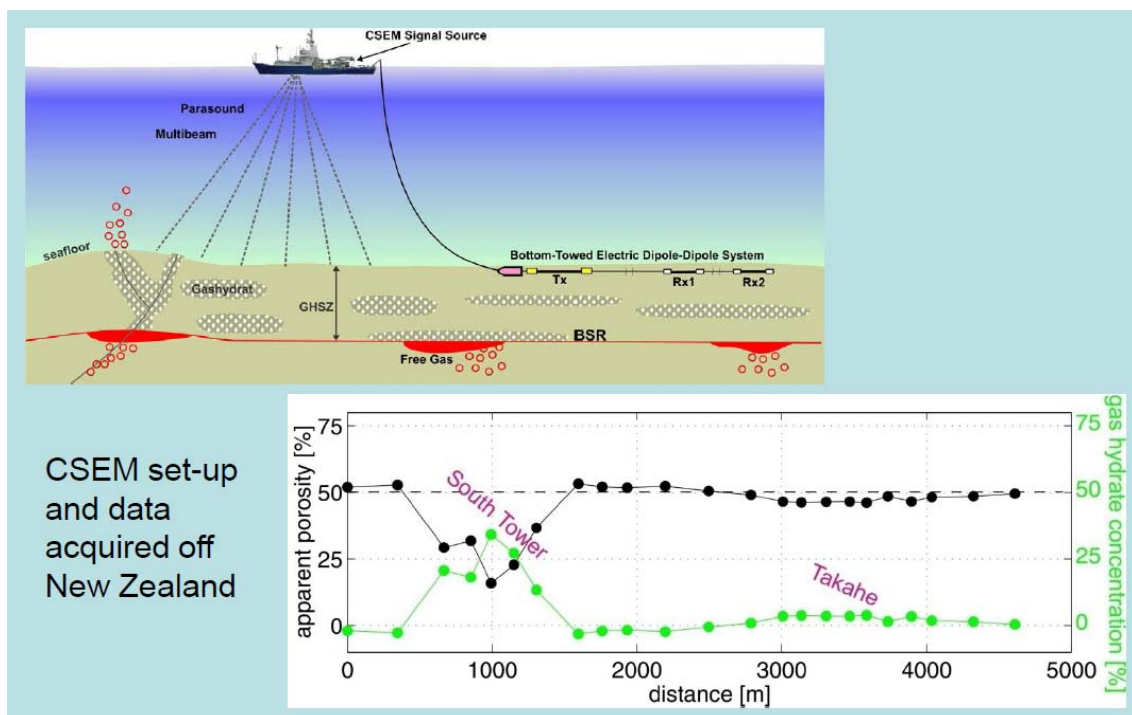 CSEM Signal Source
Parasound
Multibeam
seafloor
Bottom-Towed Electric Dipole-Dipole System
Tx
Rx1
Rx2
Gashydrat
GHSZ
BSR
Free Gas
CSEM set-up
and data
acquired off
New Zealand
apparent porosity [%]
75
50
25
0
South Tower
Takahe
75
50
25
0
gas hydrate concentration [%]
0
1000
2000
3000
4000
5000
distance [m]